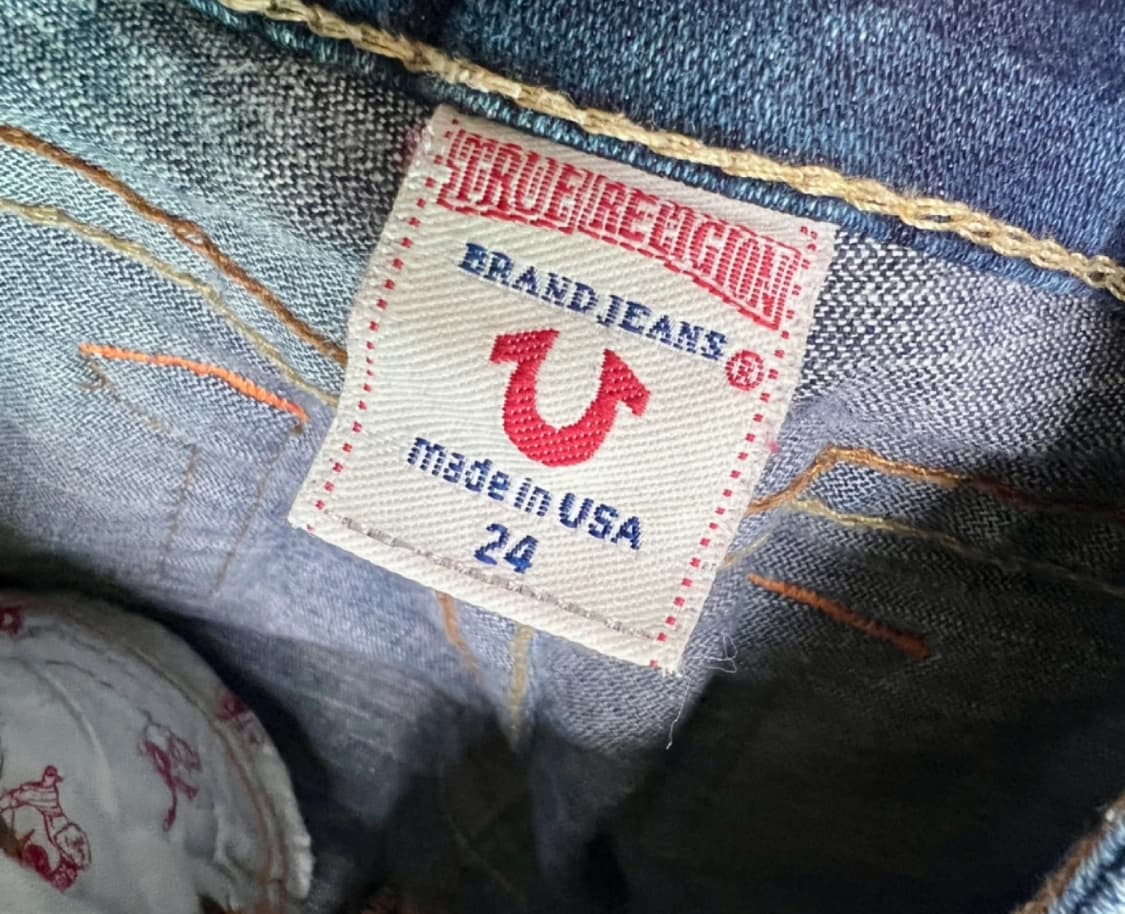 TRUE RELIGION
BRAND JEANS
®
made in USA
24